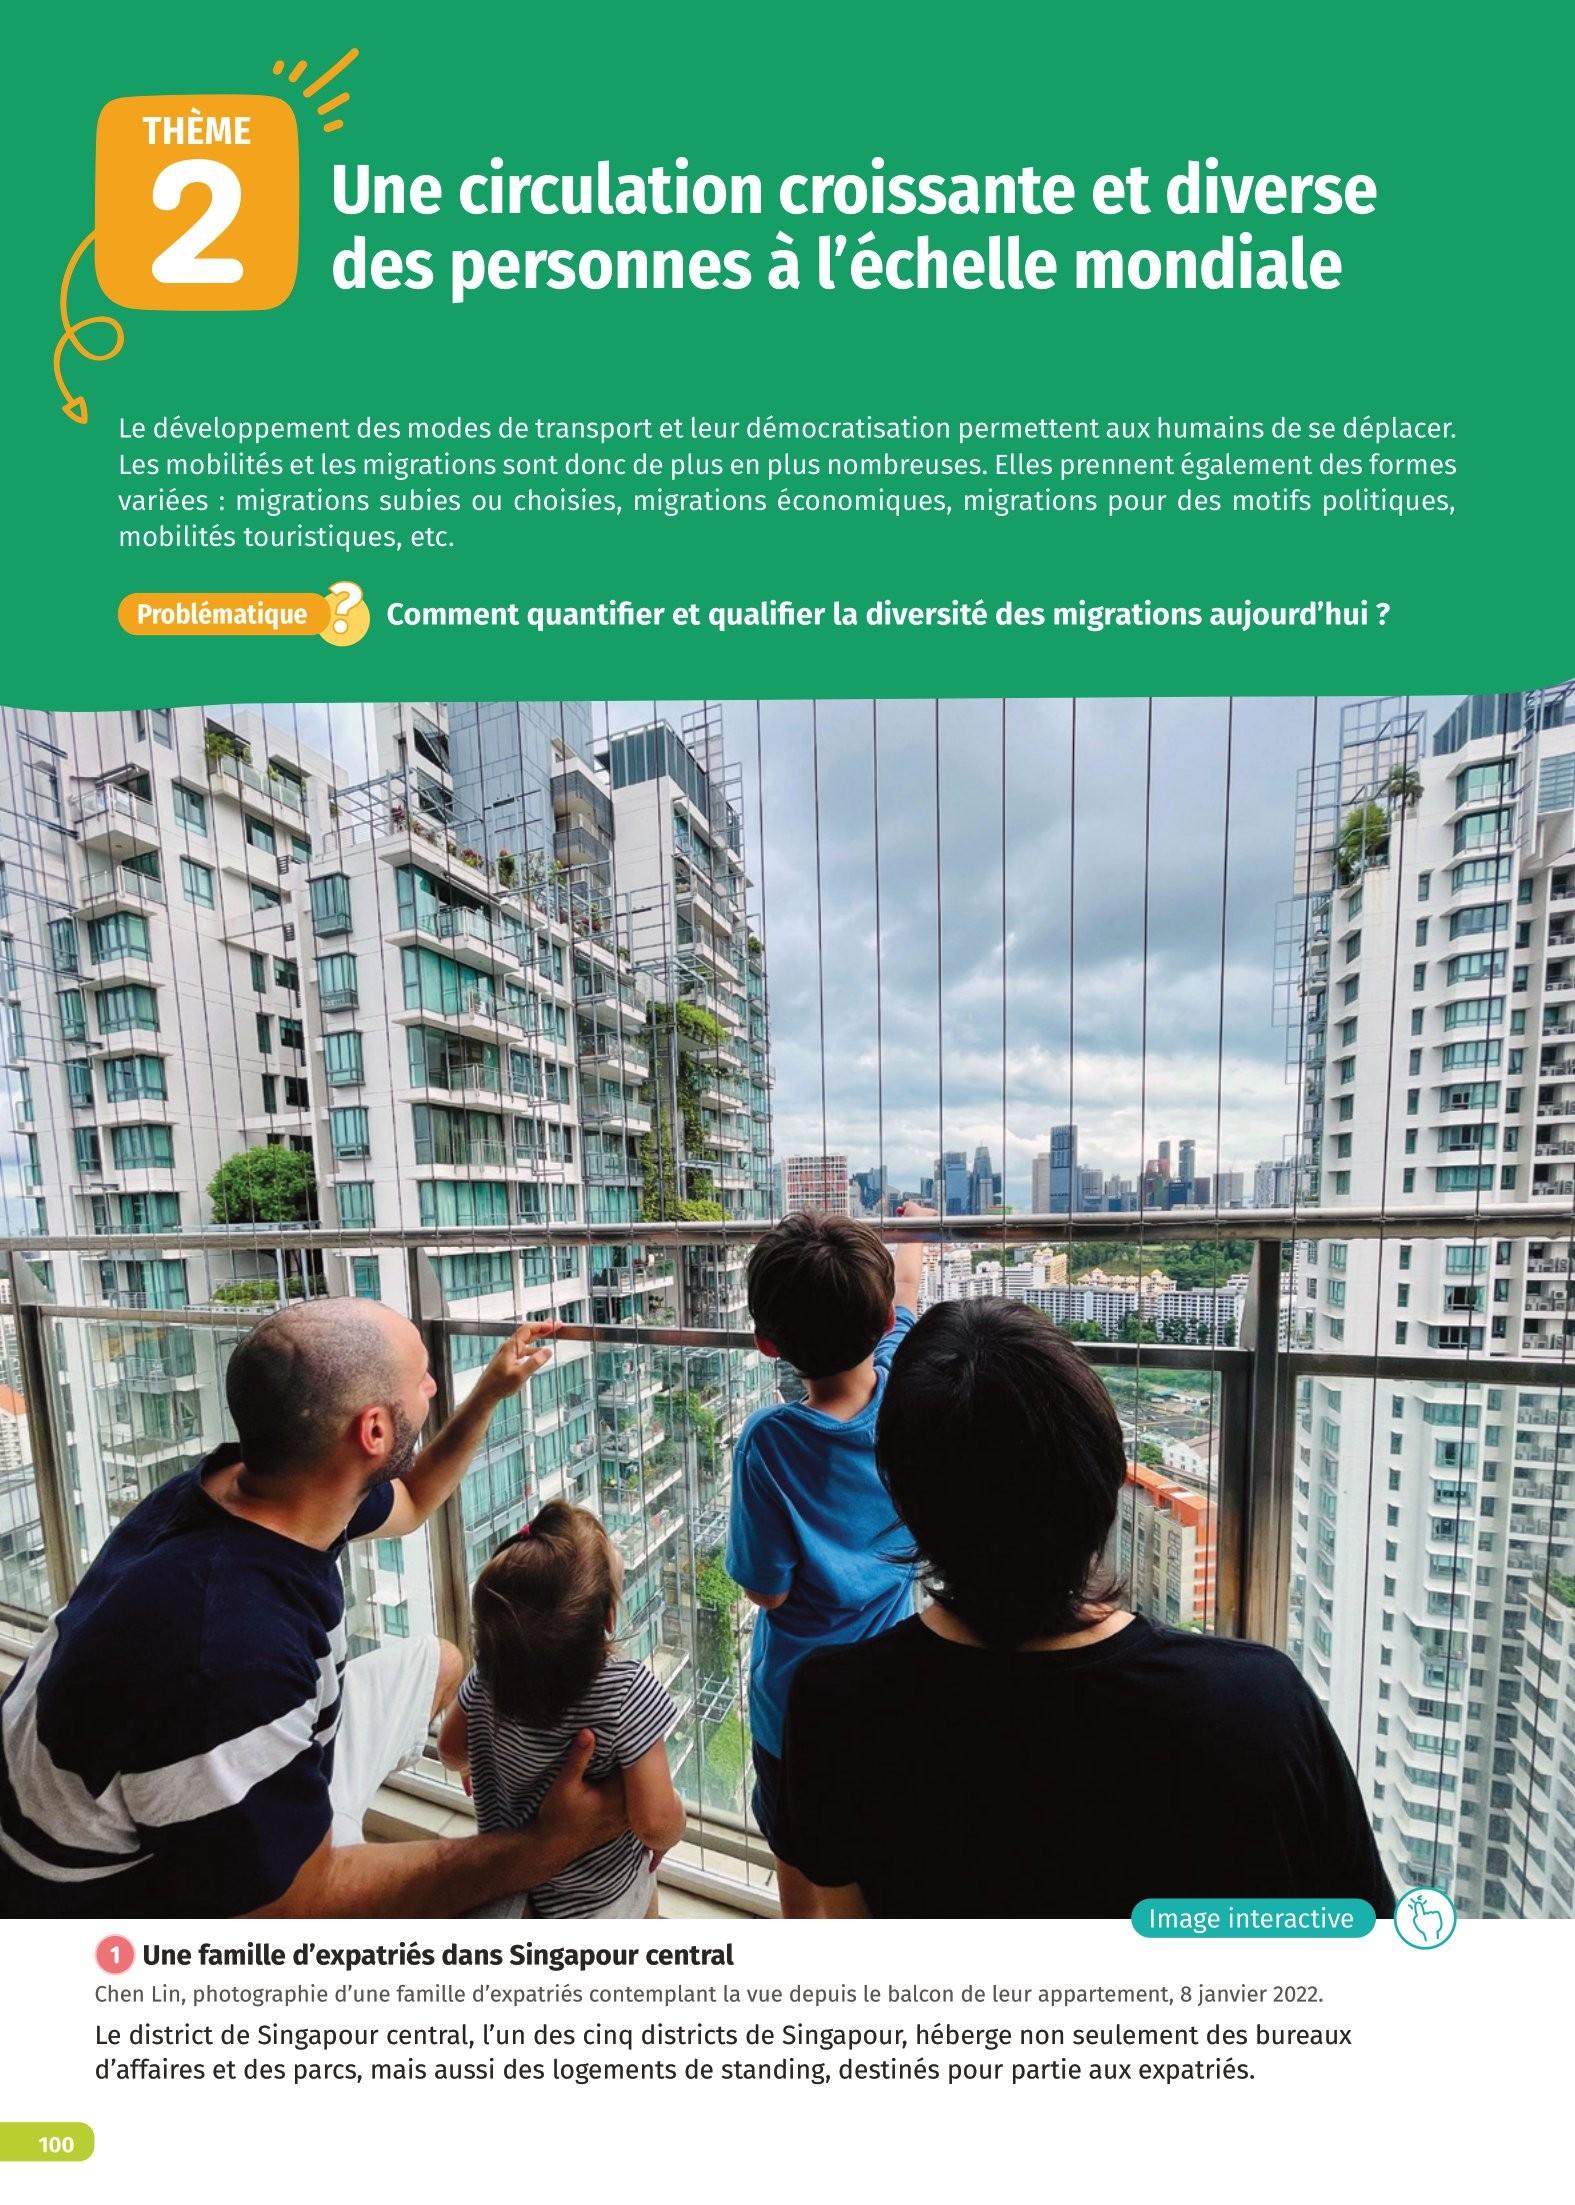 THÈME
2
Une circulation croissante et diverse
des personnes à l’échelle mondiale
Le développement des modes de transport et leur démocratisation permettent aux humains de se déplacer.
Les mobilités et les migrations sont donc de plus en plus nombreuses. Elles prennent également des formes
variées : migrations subies ou choisies, migrations économiques, migrations pour des motifs politiques,
mobilités touristiques, etc.
Problématique ? Comment quantifier et qualifier la diversité des migrations aujourd’hui ?
Image interactive
1 Une famille d’expatriés dans Singapour central
Chen Lin, photographie d’une famille d’expatriés contemplant la vue depuis le balcon de leur appartement, 8 janvier 2022.
Le district de Singapour central, l’un des cinq districts de Singapour, héberge non seulement des bureaux
d’affaires et des parcs, mais aussi des logements de standing, destinés pour partie aux expatriés.
100